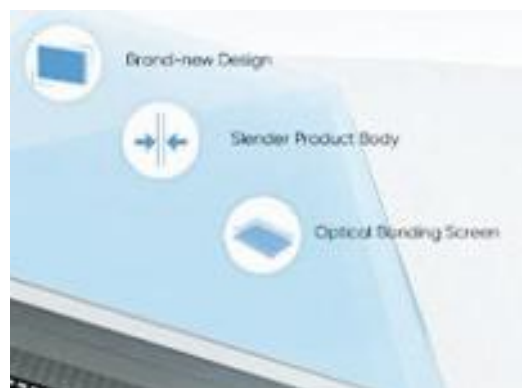 Brand-new Design
Slender Product Body
Optical Bonding Screen